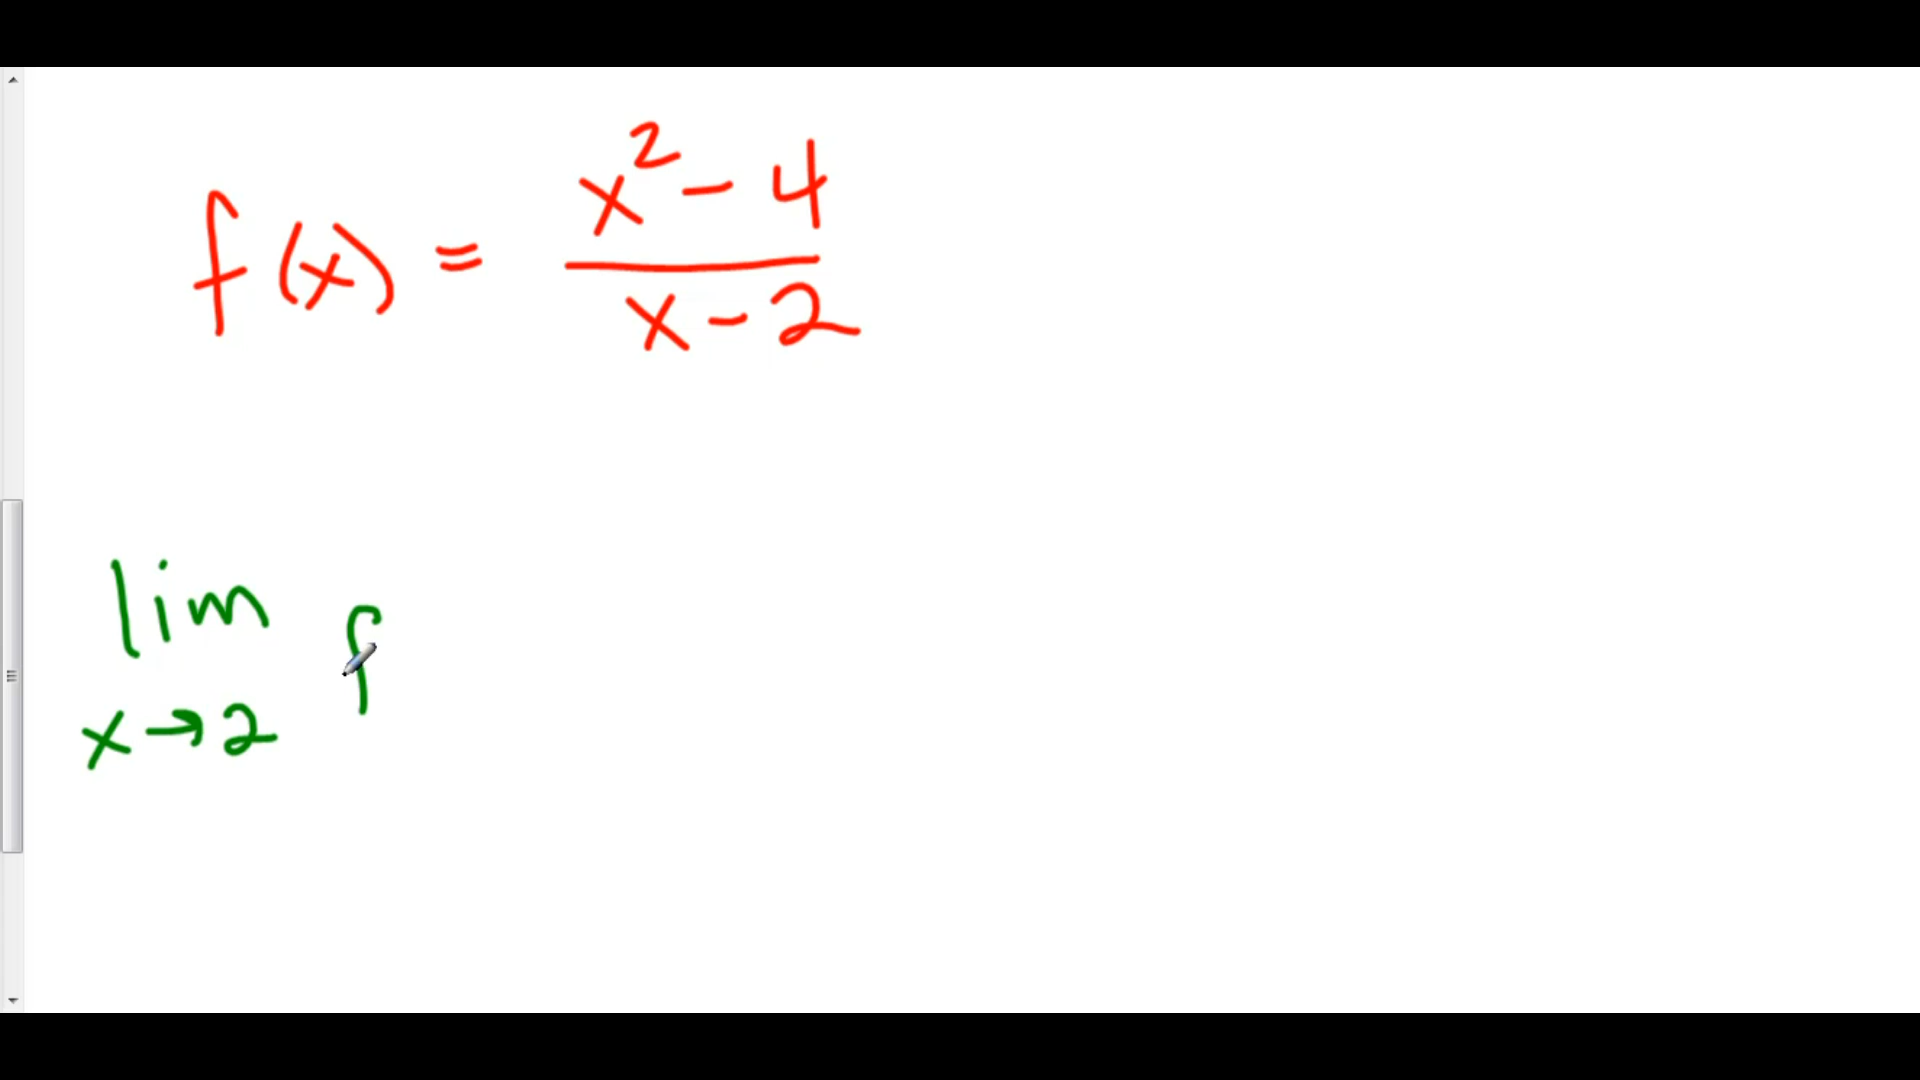 f(x) = x² - 4
x - 2
lim f
x → 2